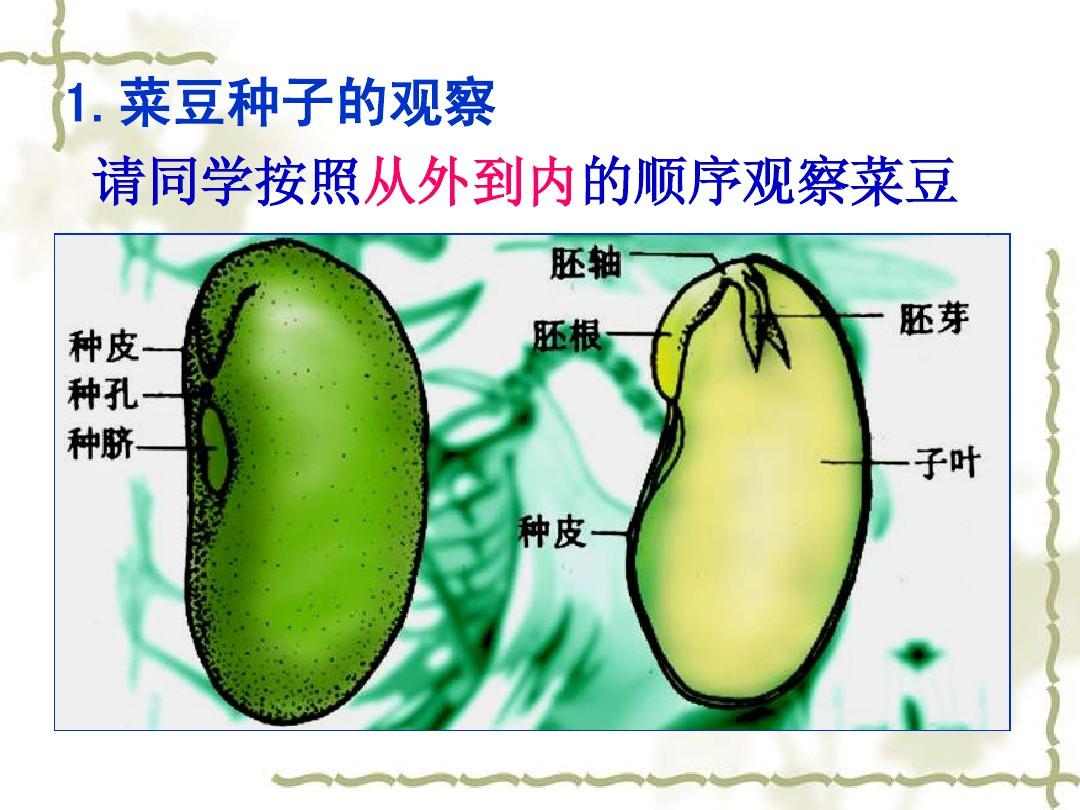 1.菜豆种子的观察
请同学按照从外到内的顺序观察菜豆
种皮
种孔
种脐
胚轴
胚根
胚芽
子叶
种皮